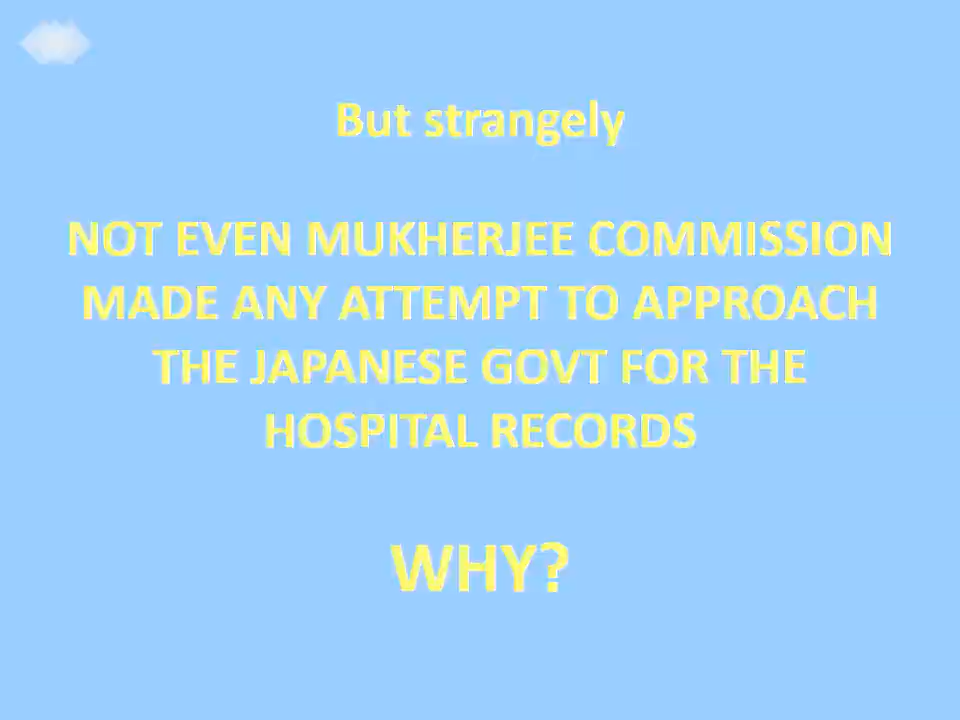 But strangely
NOT EVEN MUKHERJEE COMMISSION
MADE ANY ATTEMPT TO APPROACH
THE JAPANESE GOVT FOR THE
HOSPITAL RECORDS
WHY?